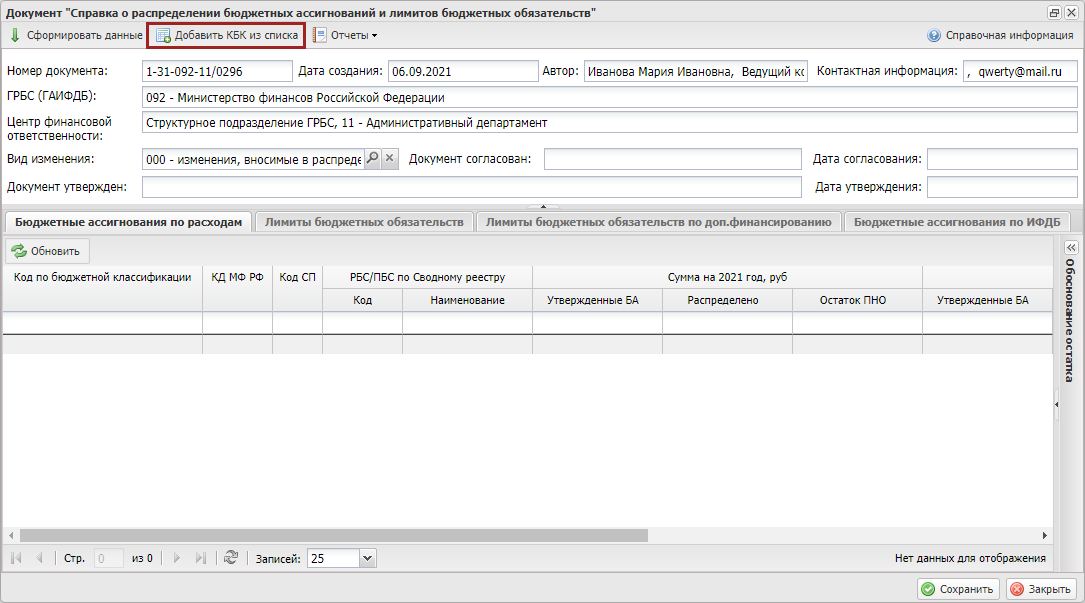 Документ "Справка о распределении бюджетных ассигнований и лимитов бюджетных обязательств"
Сформировать данные Добавить КБК из списка Отчеты Справочная информация
Номер документа: 1-31-092-11/0296 Дата создания: 06.09.2021 Автор: Иванова Мария Ивановна, Ведущий кс Контактная информация: , qwerty@mail.ru
ГРБС (ГАИФДБ): 092 - Министерство финансов Российской Федерации
Центр финансовой ответственности: Структурное подразделение ГРБС, 11 - Административный департамент
Вид изменения: 000 - изменения, вносимые в распреде Документ согласован: Дата согласования:
Документ утвержден: Дата утверждения:
Бюджетные ассигнования по расходам Лимиты бюджетных обязательств Лимиты бюджетных обязательств по доп.финансированию Бюджетные ассигнования по ИФДБ
Обновить
Код по бюджетной классификации КД МФ РФ Код СП РБС/ПБС по Сводному реестру Сумма на 2021 год, руб
Код Наименование Утвержденные БА Распределено Остаток ПНО Утвержденные БА
Обоснование остатка
Стр. 0 из 0 Записей: 25 Нет данных для отображения
Сохранить Закрыть